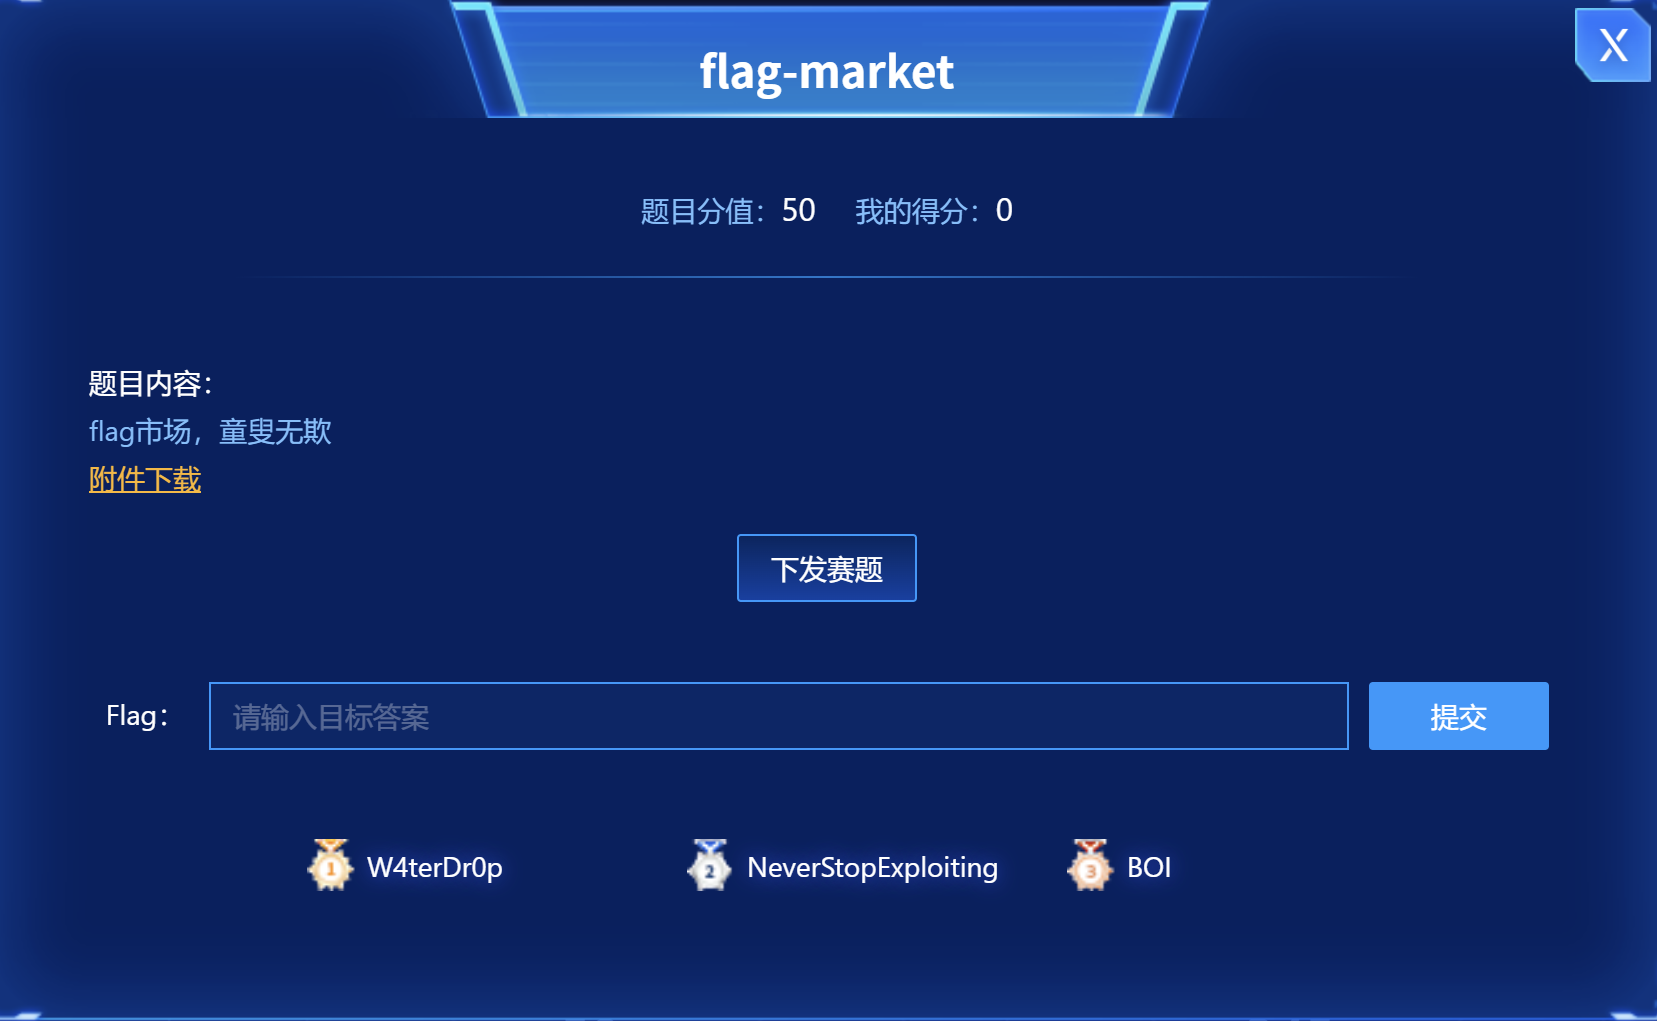 flag-market
X
题目分值：50 我的得分：0
题目内容：
flag市场，童叟无欺
附件下载
下发赛题
Flag： 请输入目标答案 提交
1 W4terDr0p 2 NeverStopExploiting 3 BOI